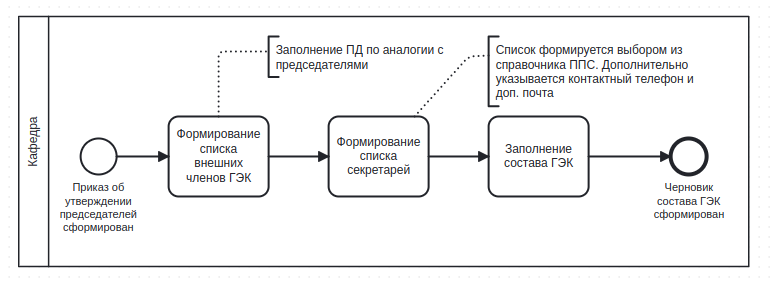 Кафедра
Заполнение ПД по аналогии с
председателями
Список формируется выбором из
справочника ППС. Дополнительно
указывается контактный телефон и
доп. почта
Приказ об
утверждении
председателей
сформирован
Формирование
списка
внешних
членов ГЭК
Формирование
списка
секретарей
Заполнение
состава ГЭК
Черновик
состава ГЭК
сформирован